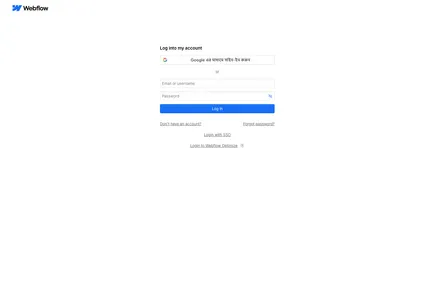 Webflow
Log into my account
Google এর মাধ্যমে সাইন-ইন করুন
or
Email or username
Password
Log in
Don't have an account?
Forgot password?
Login with SSO
Login to Webflow